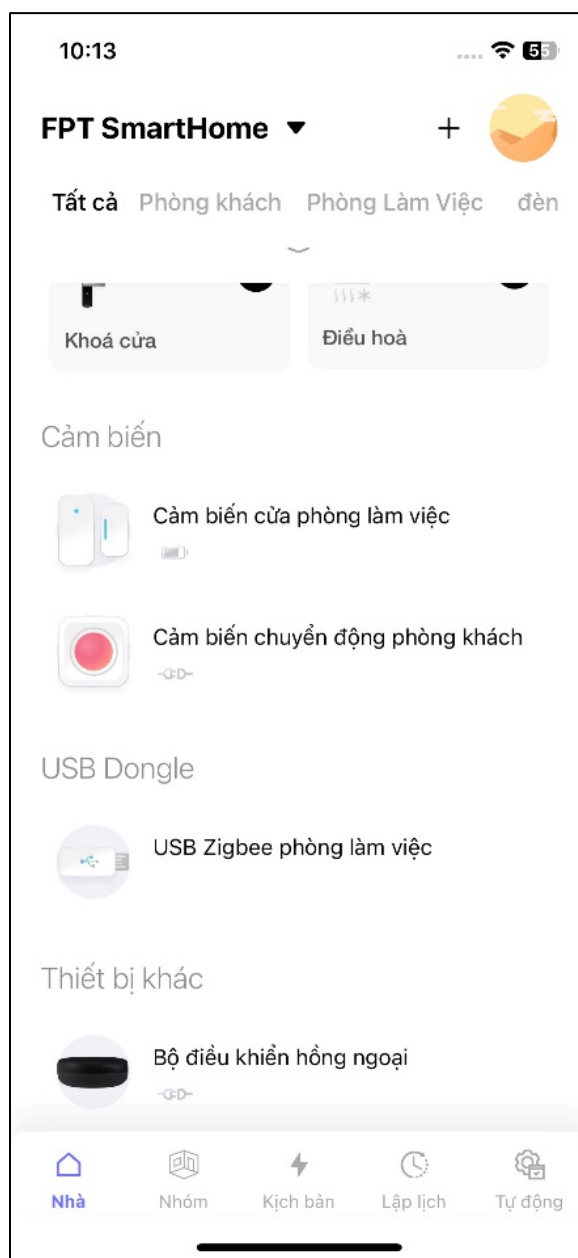 10:13
55
FPT SmartHome
Tất cả Phòng khách Phòng Làm Việc đèn
Khoá cửa Điều hoà
Cảm biến
Cảm biến cửa phòng làm việc
Cảm biến chuyển động phòng khách
USB Dongle
USB Zigbee phòng làm việc
Thiết bị khác
Bộ điều khiển hồng ngoại
Nhà Nhóm Kịch bản Lập lịch Tự động